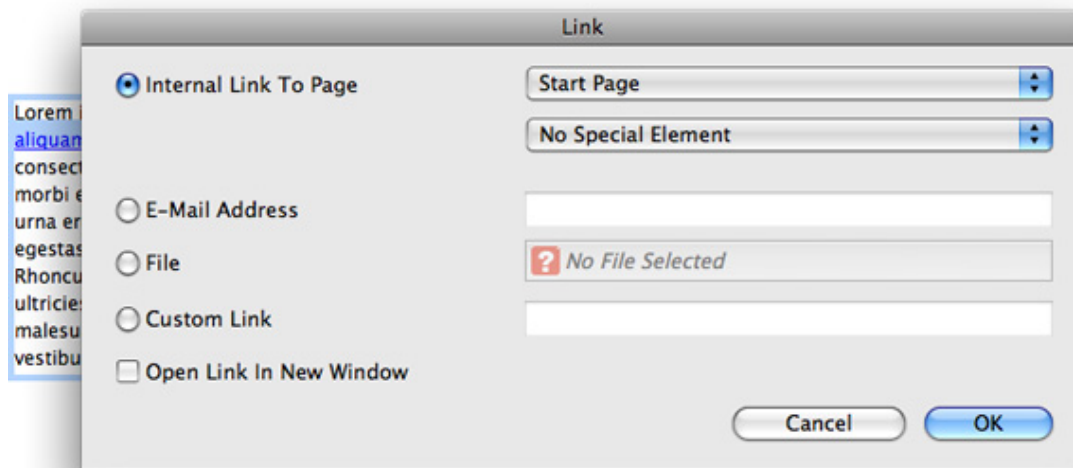 Link
Internal Link To Page
Start Page
No Special Element
E-Mail Address
File
No File Selected
Custom Link
Open Link In New Window
Cancel
OK
Lorem
aliquam
consect
morbi e
urna er
egestas
Rhoncu
ultricies
malesu
vestibu